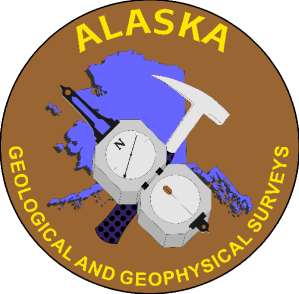 ALASKA
N
GEOLOGICAL AND GEOPHYSICAL SURVEYS